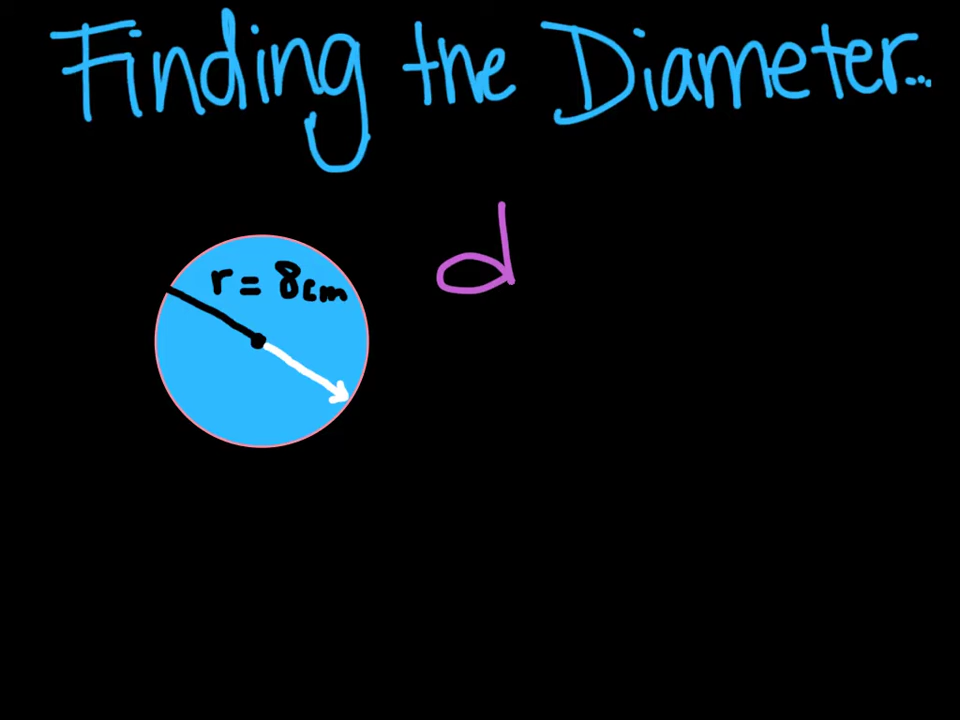 Finding the Diameter...
d
r = 8cm